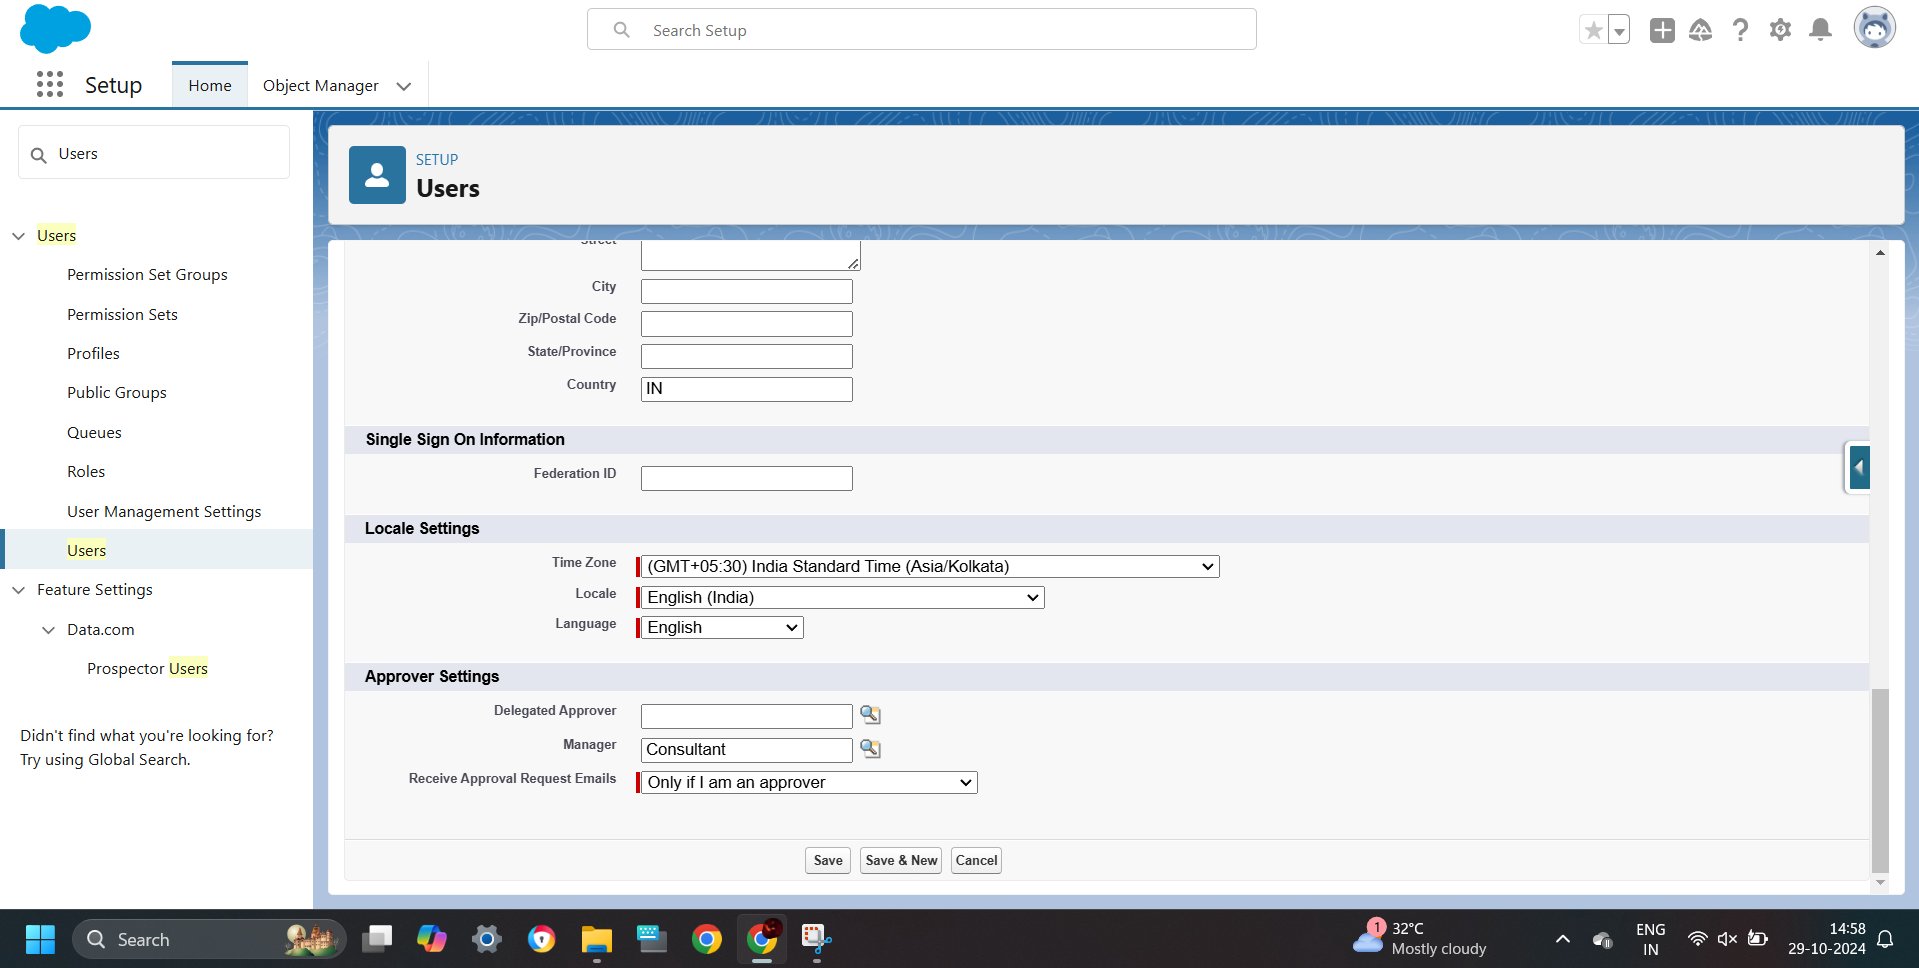 Search Setup
Setup
Home
Object Manager
Users
Users
Permission Set Groups
Permission Sets
Profiles
Public Groups
Queues
Roles
User Management Settings
Users
Feature Settings
Data.com
Prospector Users
Didn't find what you're looking for?
Try using Global Search.
SETUP
Users
Street
City
Zip/Postal Code
State/Province
Country IN
Single Sign On Information
Federation ID
Locale Settings
Time Zone (GMT+05:30) India Standard Time (Asia/Kolkata)
Locale English (India)
Language English
Approver Settings
Delegated Approver
Manager Consultant
Receive Approval Request Emails Only if I am an approver
Save Save & New Cancel
Search
1
32°C
Mostly cloudy
ENG
IN
14:58
29-10-2024